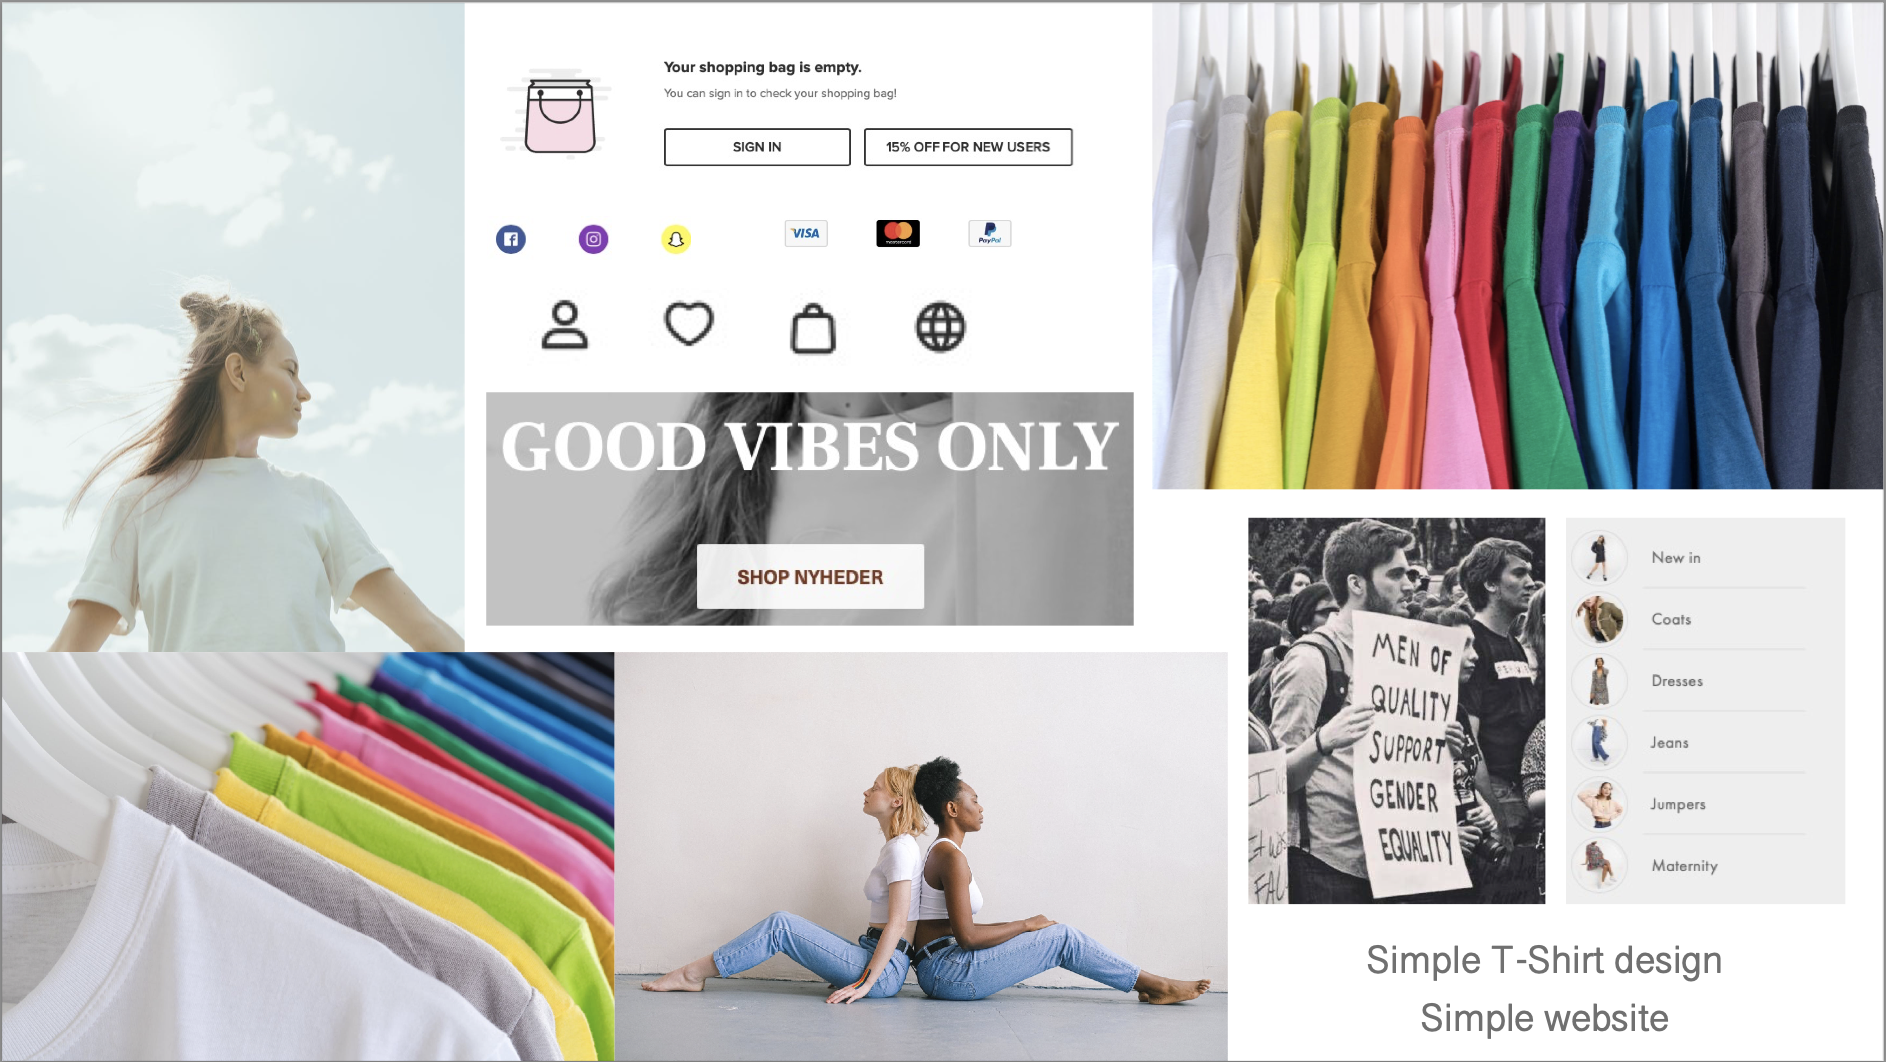 Your shopping bag is empty.
You can sign in to check your shopping bag!
SIGN IN
15% OFF FOR NEW USERS
VISA
mastercard
PayPal
GOOD VIBES ONLY
SHOP NYHEDER
MEN OF
QUALITY
SUPPORT
GENDER
EQUALITY
New in
Coats
Dresses
Jeans
Jumpers
Maternity
Simple T-Shirt design
Simple website